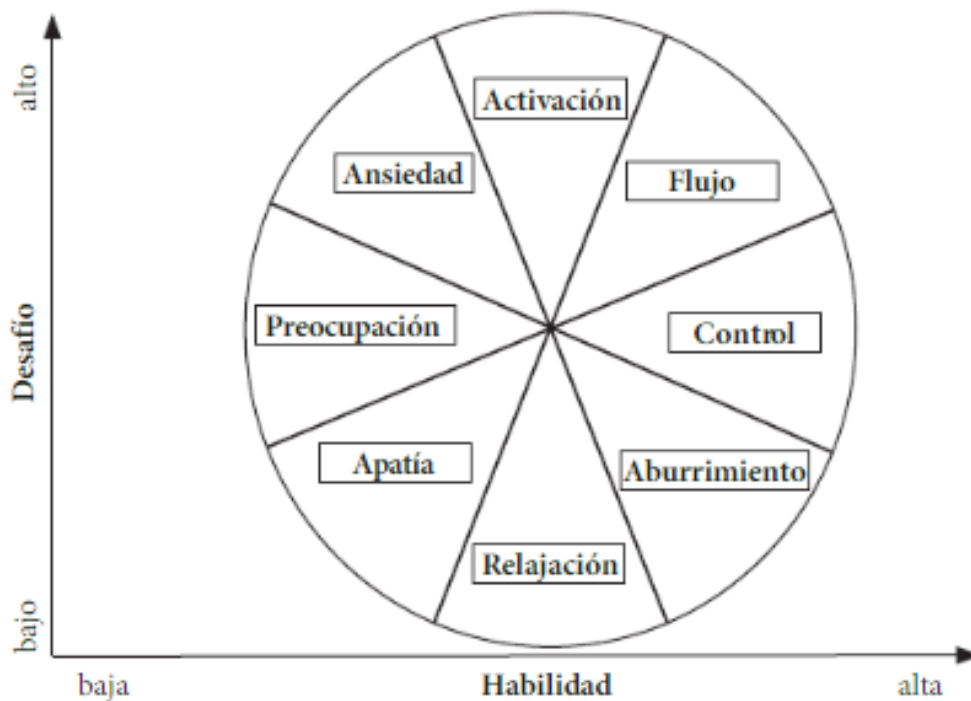 alto
Activación
Ansiedad
Flujo
Desafío
Preocupación
Control
Apatía
Aburrimiento
Relajación
bajo
baja
Habilidad
alta